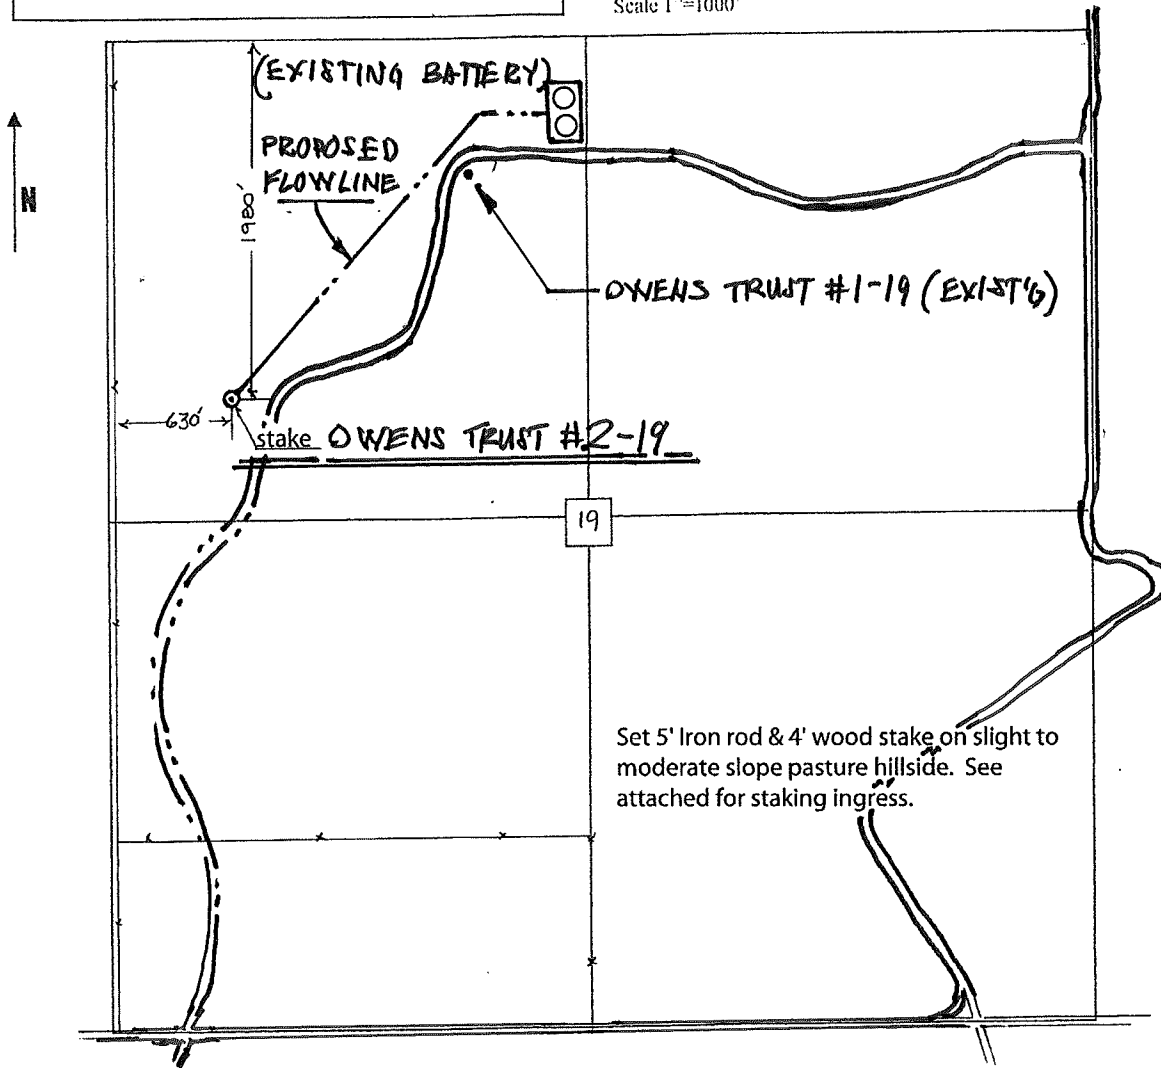 Scale 1"=1000'
(EXISTING BATTERY)
PROPOSED
FLOWLINE
1980'
N
OWENS TRUST #1-19 (EXIST'G)
630'
stake OWENS TRUST #2-19
19
Set 5' Iron rod & 4' wood stake on slight to
moderate slope pasture hillside. See
attached for staking ingress.